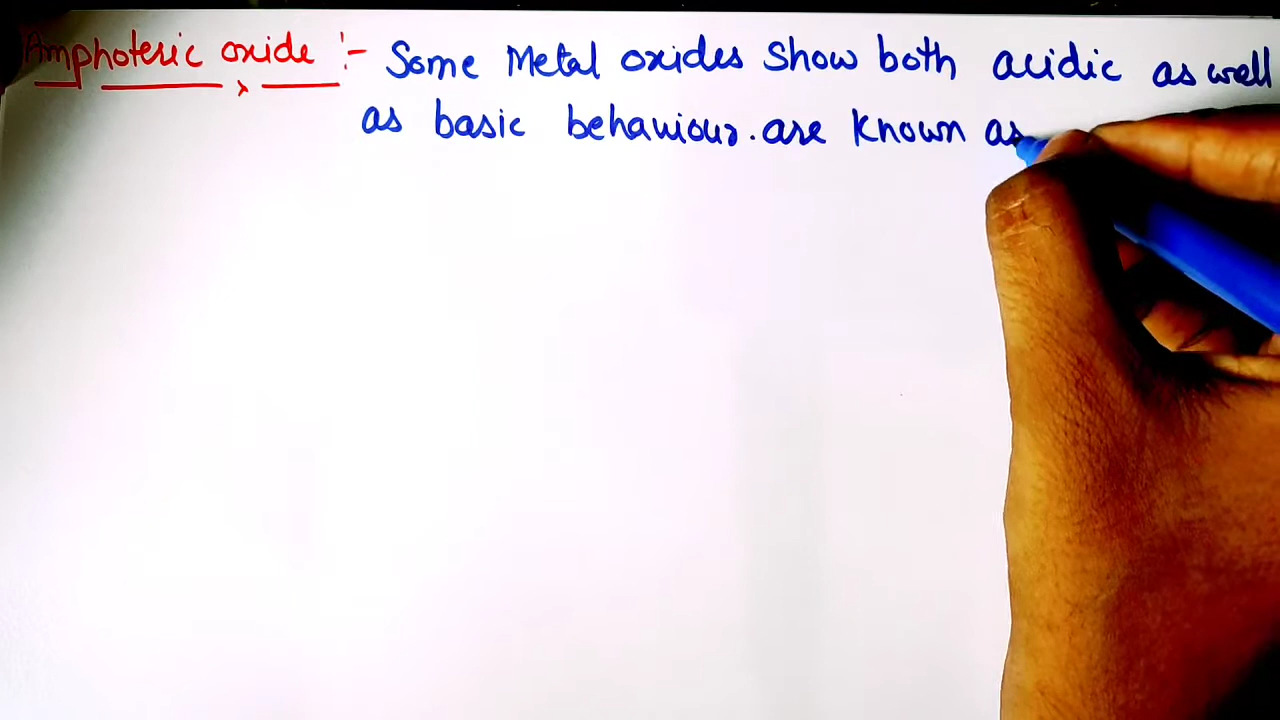 Amphoteric oxide :- Some Metal oxides Show both acidic as well
as basic behaviour. are known as